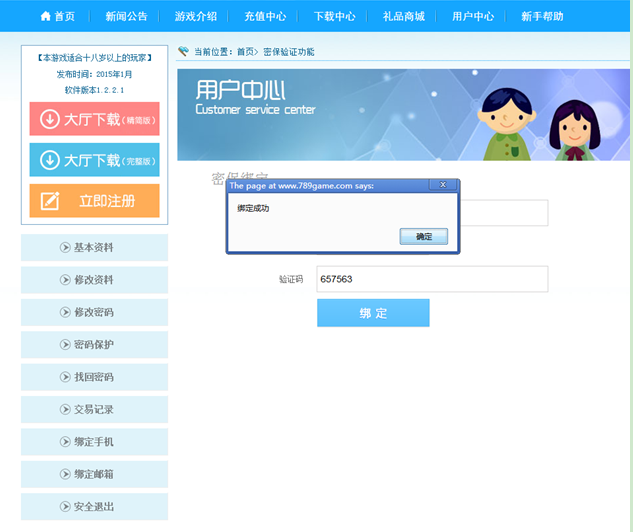 首页 新闻公告 游戏介绍 充值中心 下载中心 礼品商城 用户中心 新手帮助
【本游戏适合十八岁以上的玩家】
发布时间：2015年1月
软件版本1.2.2.1
大厅下载(精简版)
大厅下载(完整版)
立即注册
基本资料
修改资料
修改密码
密码保护
找回密码
交易记录
绑定手机
绑定邮箱
安全退出
当前位置：首页> 密保验证功能
用户中心
Customer service center
密保绑定
The page at www.789game.com says:
绑定成功
确定
验证码
657563
绑 定